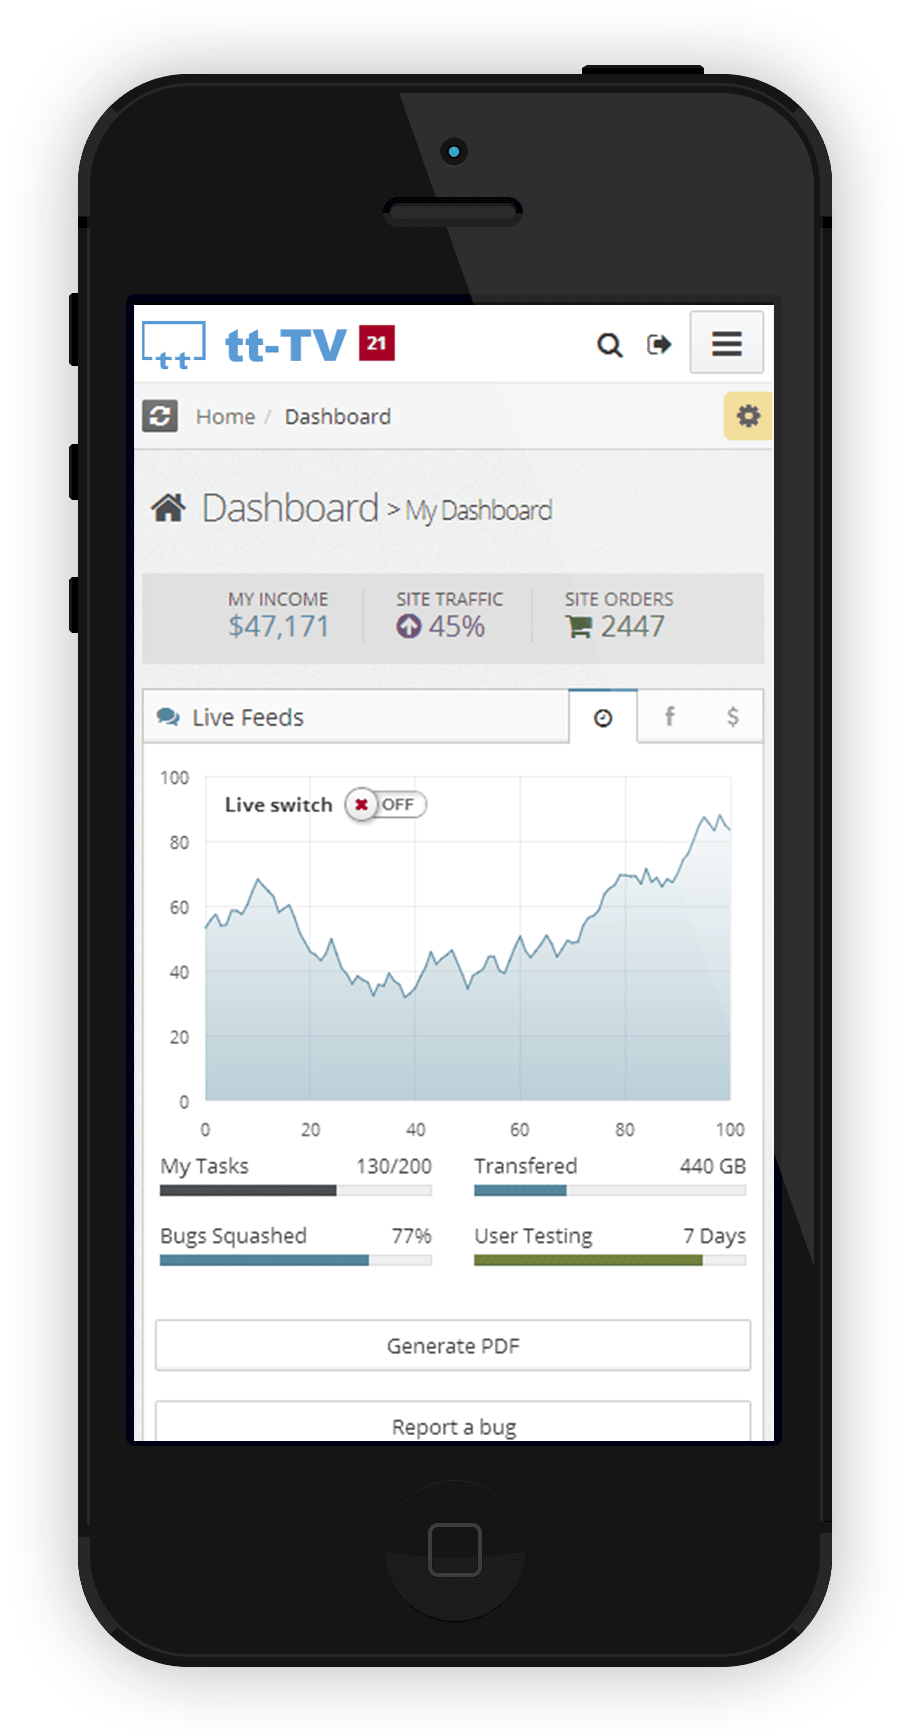 tt tt-TV 21
Home / Dashboard
Dashboard > My Dashboard
MY INCOME SITE TRAFFIC SITE ORDERS
$47,171 45% 2447
Live Feeds f $
100
Live switch OFF
80
60
40
20
0
0 20 40 60 80 100
My Tasks 130/200 Transfered 440 GB
Bugs Squashed 77% User Testing 7 Days
Generate PDF
Report a bug